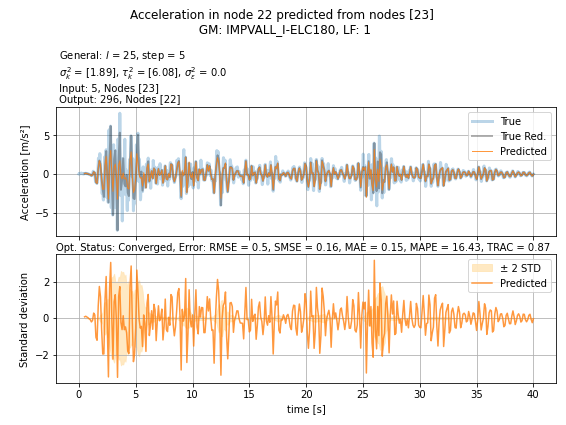 Acceleration in node 22 predicted from nodes [23]
GM: IMPVALL_I-ELC180, LF: 1
General: l = 25, step = 5
σ²ₖ = [1.89], τ²ₖ = [6.08], σ²ₑ = 0.0
Input: 5, Nodes [23]
Output: 296, Nodes [22]
Acceleration [m/s²]
5
0
−5
True
True Red.
Predicted
Opt. Status: Converged, Error: RMSE = 0.5, SMSE = 0.16, MAE = 0.15, MAPE = 16.43, TRAC = 0.87
Standard deviation
2
0
−2
± 2 STD
Predicted
0 5 10 15 20 25 30 35 40
time [s]